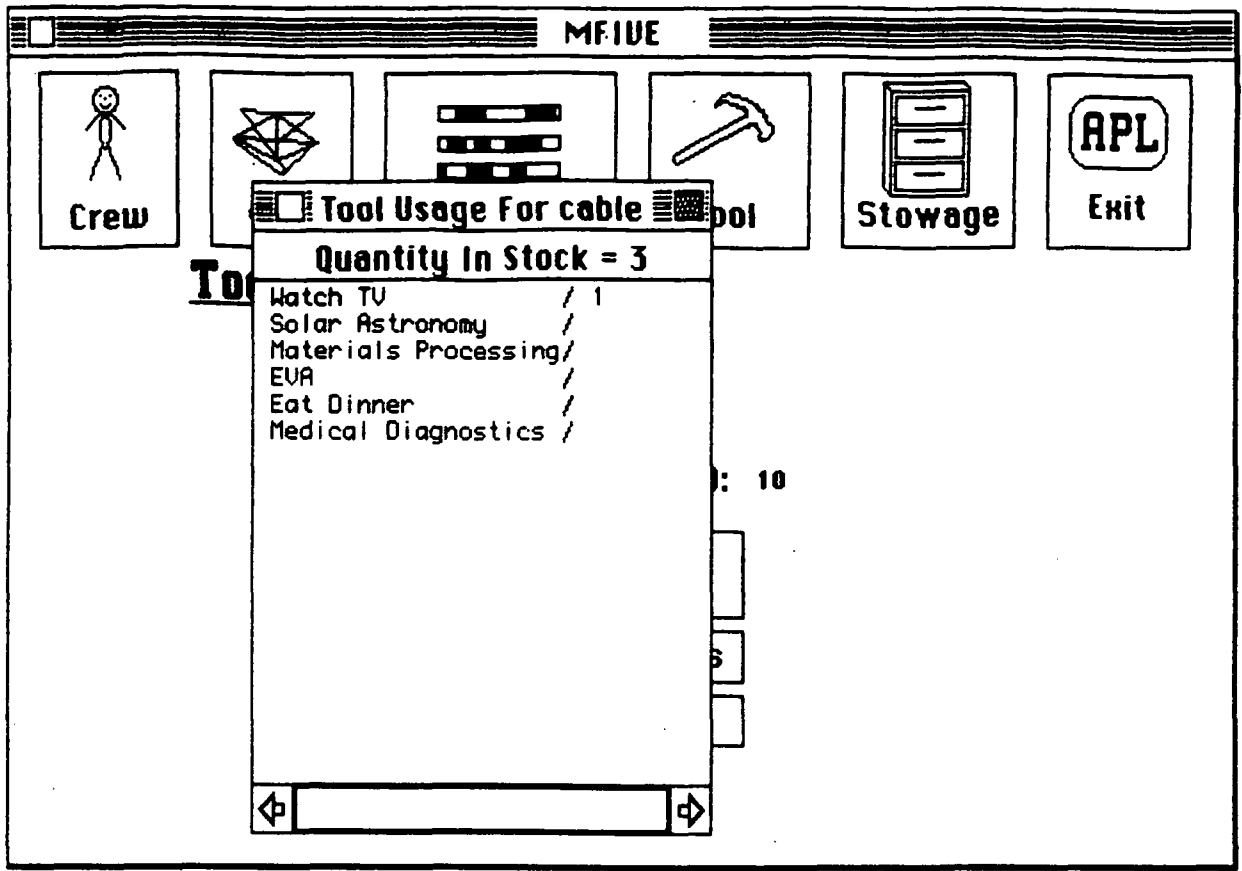 MFIVE
Crew
Stowage
APL
Exit
Tool Usage For cable
Quantity In Stock = 3
Watch TV / 1
Solar Astronomy /
Materials Processing/
EVA /
Eat Dinner /
Medical Diagnostics /
: 10